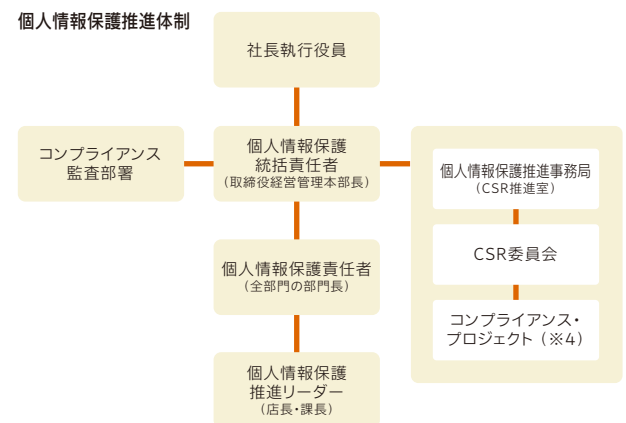 個人情報保護推進体制
社長執行役員
コンプライアンス
監査部署
個人情報保護
統括責任者
(取締役経営管理本部長)
個人情報保護推進事務局
(CSR推進室)
CSR委員会
コンプライアンス・
プロジェクト(※4)
個人情報保護責任者
(全部門の部門長)
個人情報保護
推進リーダー
(店長・課長)